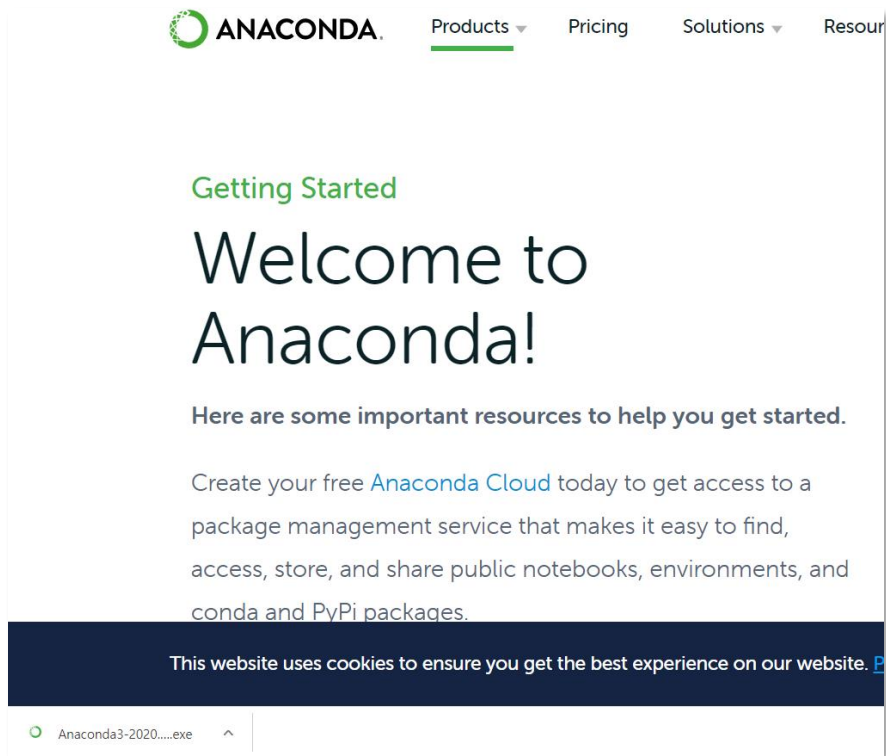 ANACONDA.
Products Pricing Solutions Resour
Getting Started
Welcome to
Anaconda!
Here are some important resources to help you get started.
Create your free Anaconda Cloud today to get access to a
package management service that makes it easy to find,
access, store, and share public notebooks, environments, and
conda and PyPi packages.
This website uses cookies to ensure you get the best experience on our website. P
Anaconda3-2020.....exe